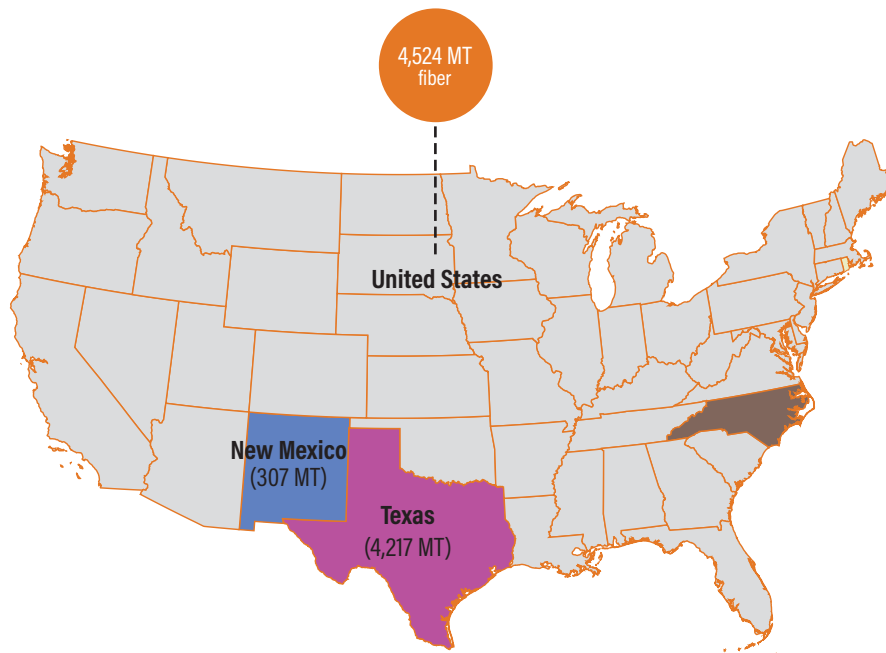 4,524 MT
fiber
United States
New Mexico
(307 MT)
Texas
(4,217 MT)